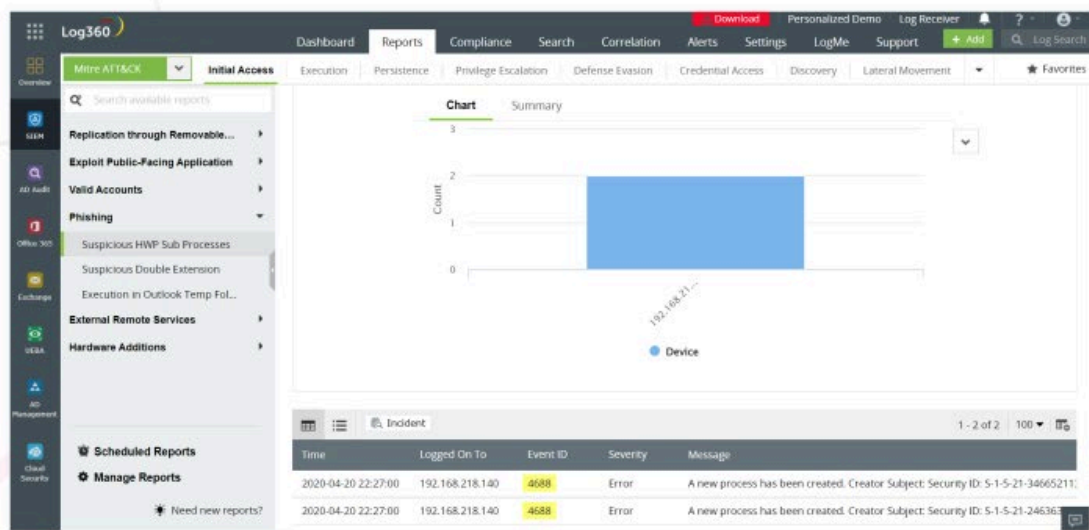 Download Personalized Demo Log Receiver ?
Log360
Dashboard Reports Compliance Search Correlation Alerts Settings LogMe Support + Add Log Search
Mitre ATT&CK Initial Access Execution Persistence Privilege Escalation Defense Evasion Credential Access Discovery Lateral Movement Favorites
Overview
SIEM
AD Audit
Office 365
Exchange
UEBA
AD Management
Cloud Security
Search available reports
Replication through Removable...
Exploit Public-Facing Application
Valid Accounts
Phishing
Suspicious HWP Sub Processes
Suspicious Double Extension
Execution in Outlook Temp Fol...
External Remote Services
Hardware Additions
Scheduled Reports
Manage Reports
Need new reports?
Chart Summary
Count
3
2
1
0
192.168.21...
Device
Incident 1 - 2 of 2 100
Time Logged On To Event ID Severity Message
2020-04-20 22:27:00 192.168.218.140 4688 Error A new process has been created. Creator Subject: Security ID: S-1-5-21-346652113
2020-04-20 22:27:00 192.168.218.140 4688 Error A new process has been created. Creator Subject: Security ID: S-1-5-21-246363